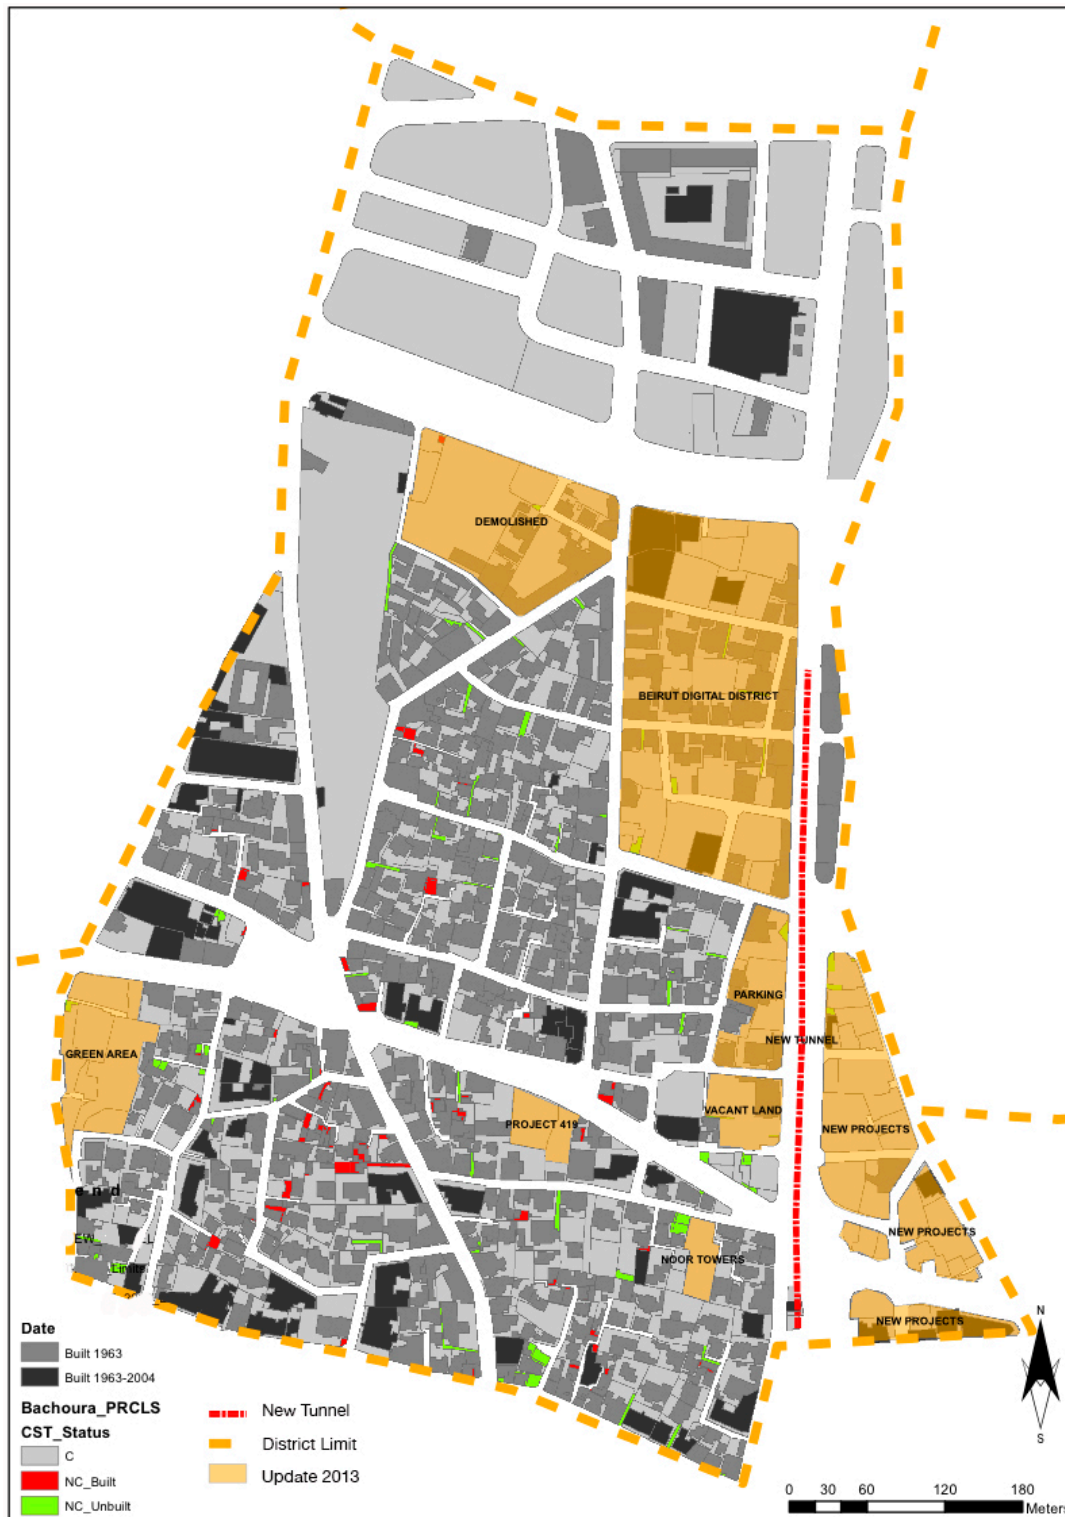 DEMOLISHED
BEIRUT DIGITAL DISTRICT
PARKING
NEW TUNNEL
GREEN AREA
VACANT LAND
PROJECT 419
NEW PROJECTS
e n d
NEW PROJECTS
NOOR TOWERS
EW
L
Limite
NEW PROJECTS
N
S
Date
Built 1963
Built 1963-2004
Bachoura_PRCLS
CST_Status
C
NC_Built
NC_Unbuilt
New Tunnel
District Limit
Update 2013
0 30 60 120 180
Meters